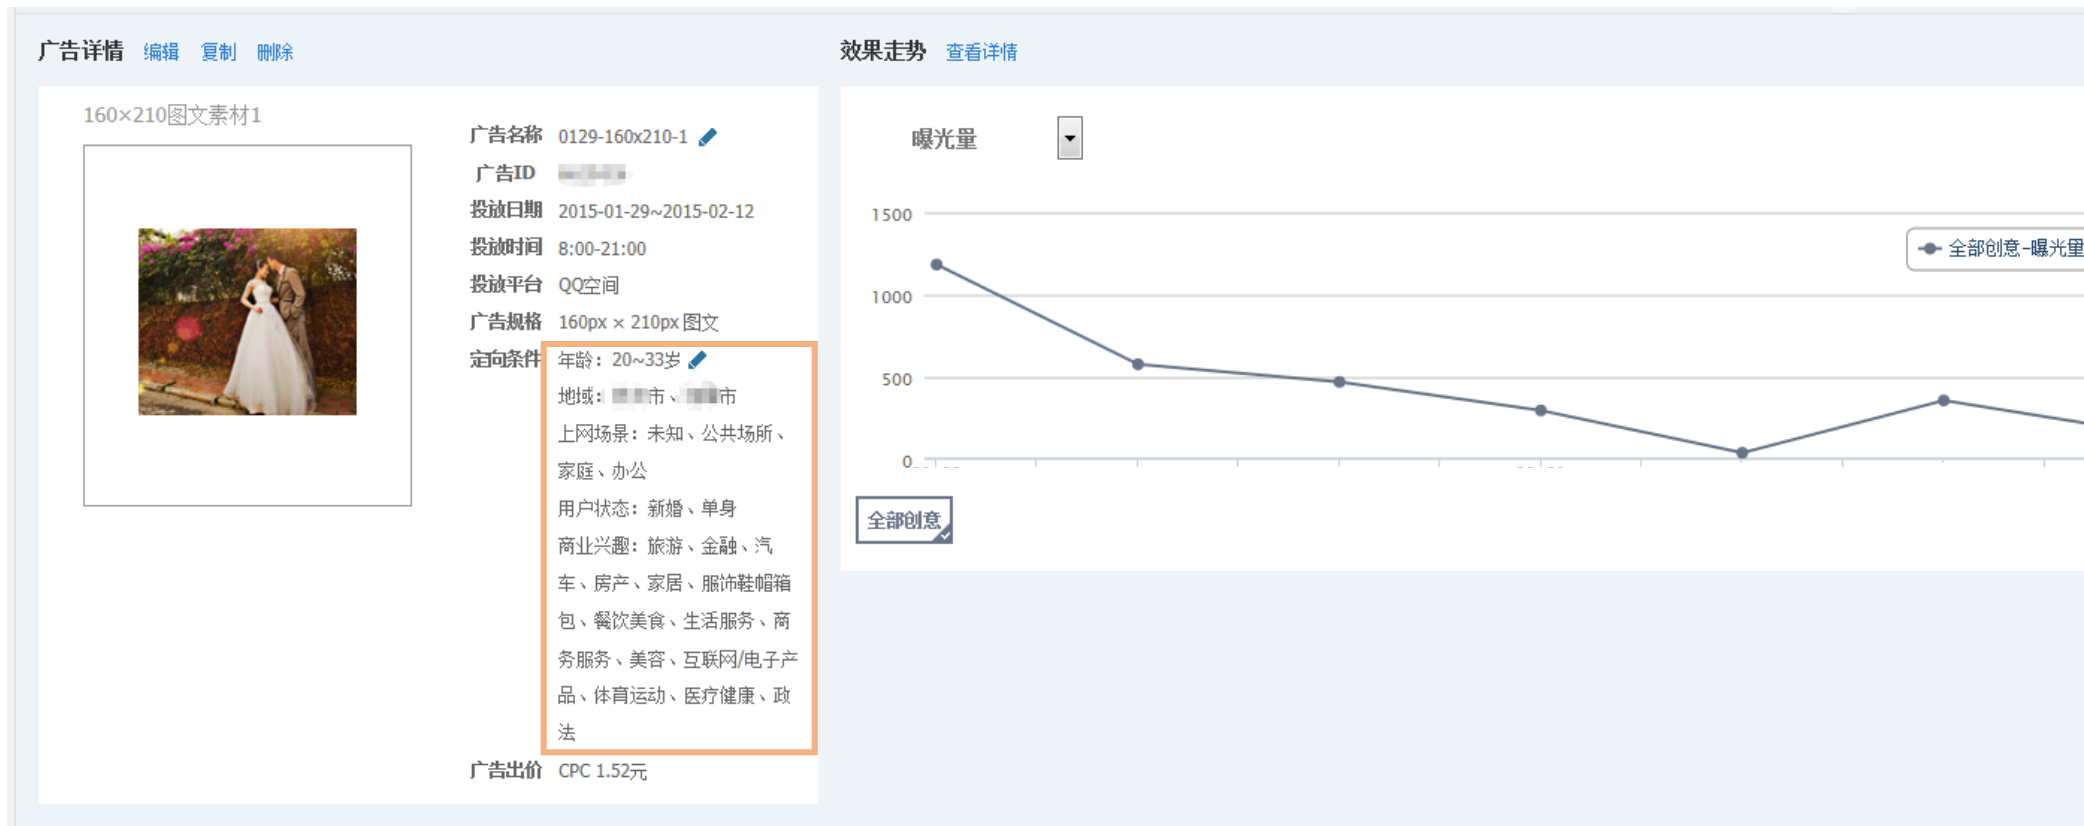 广告详情 编辑 复制 删除
160×210图文素材1
广告名称 0129-160x210-1
广告ID
投放日期 2015-01-29~2015-02-12
投放时间 8:00-21:00
投放平台 QQ空间
广告规格 160px × 210px 图文
定向条件 年龄：20~33岁
地域： 市、 市
上网场景：未知、公共场所、
家庭、办公
用户状态：新婚、单身
商业兴趣：旅游、金融、汽
车、房产、家居、服饰鞋帽箱
包、餐饮美食、生活服务、商
务服务、美容、互联网/电子产
品、体育运动、医疗健康、政
法
广告出价 CPC 1.52元
效果走势 查看详情
曝光量
1500
全部创意-曝光量
1000
500
0
全部创意